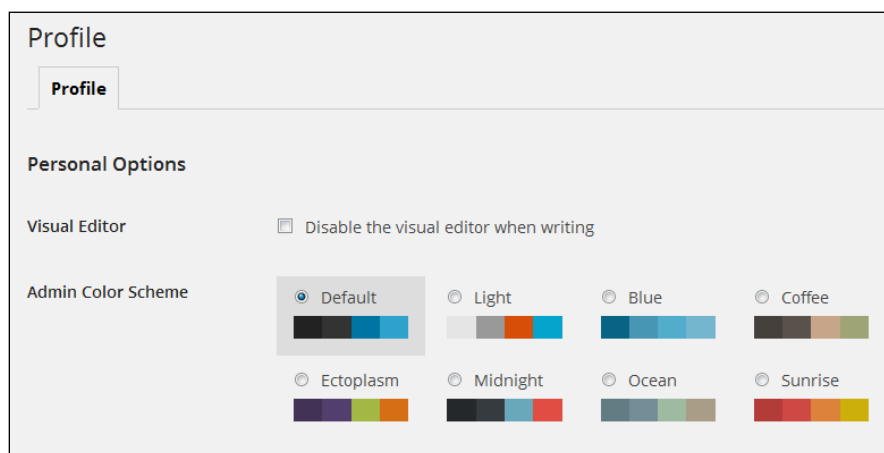 Profile
Profile
Personal Options
Visual Editor Disable the visual editor when writing
Admin Color Scheme Default Light Blue Coffee
Ectoplasm Midnight Ocean Sunrise